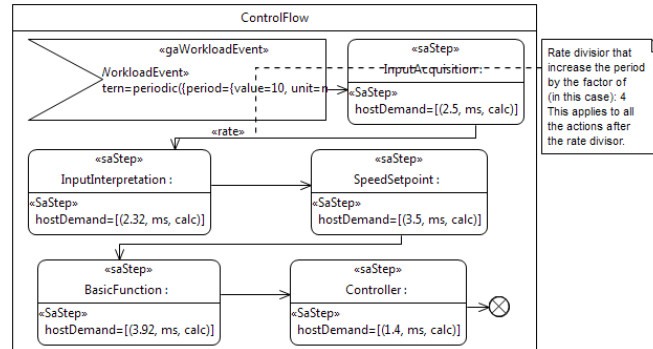 ControlFlow
«gaWorkloadEvent»
WorkloadEvent»
tern=periodic({period={value=10, unit=n
«saStep»
InputAcquisition :
«SaStep»
hostDemand=[(2.5, ms, calc)]
Rate divisior that
increase the period
by the factor of
(in this case): 4
This applies to all
the actions after
the rate divisor.
«rate»
«saStep»
InputInterpretation :
«SaStep»
hostDemand=[(2.32, ms, calc)]
«saStep»
SpeedSetpoint :
«SaStep»
hostDemand=[(3.5, ms, calc)]
«saStep»
BasicFunction :
«SaStep»
hostDemand=[(3.92, ms, calc)]
«saStep»
Controller :
«SaStep»
hostDemand=[(1.4, ms, calc)]